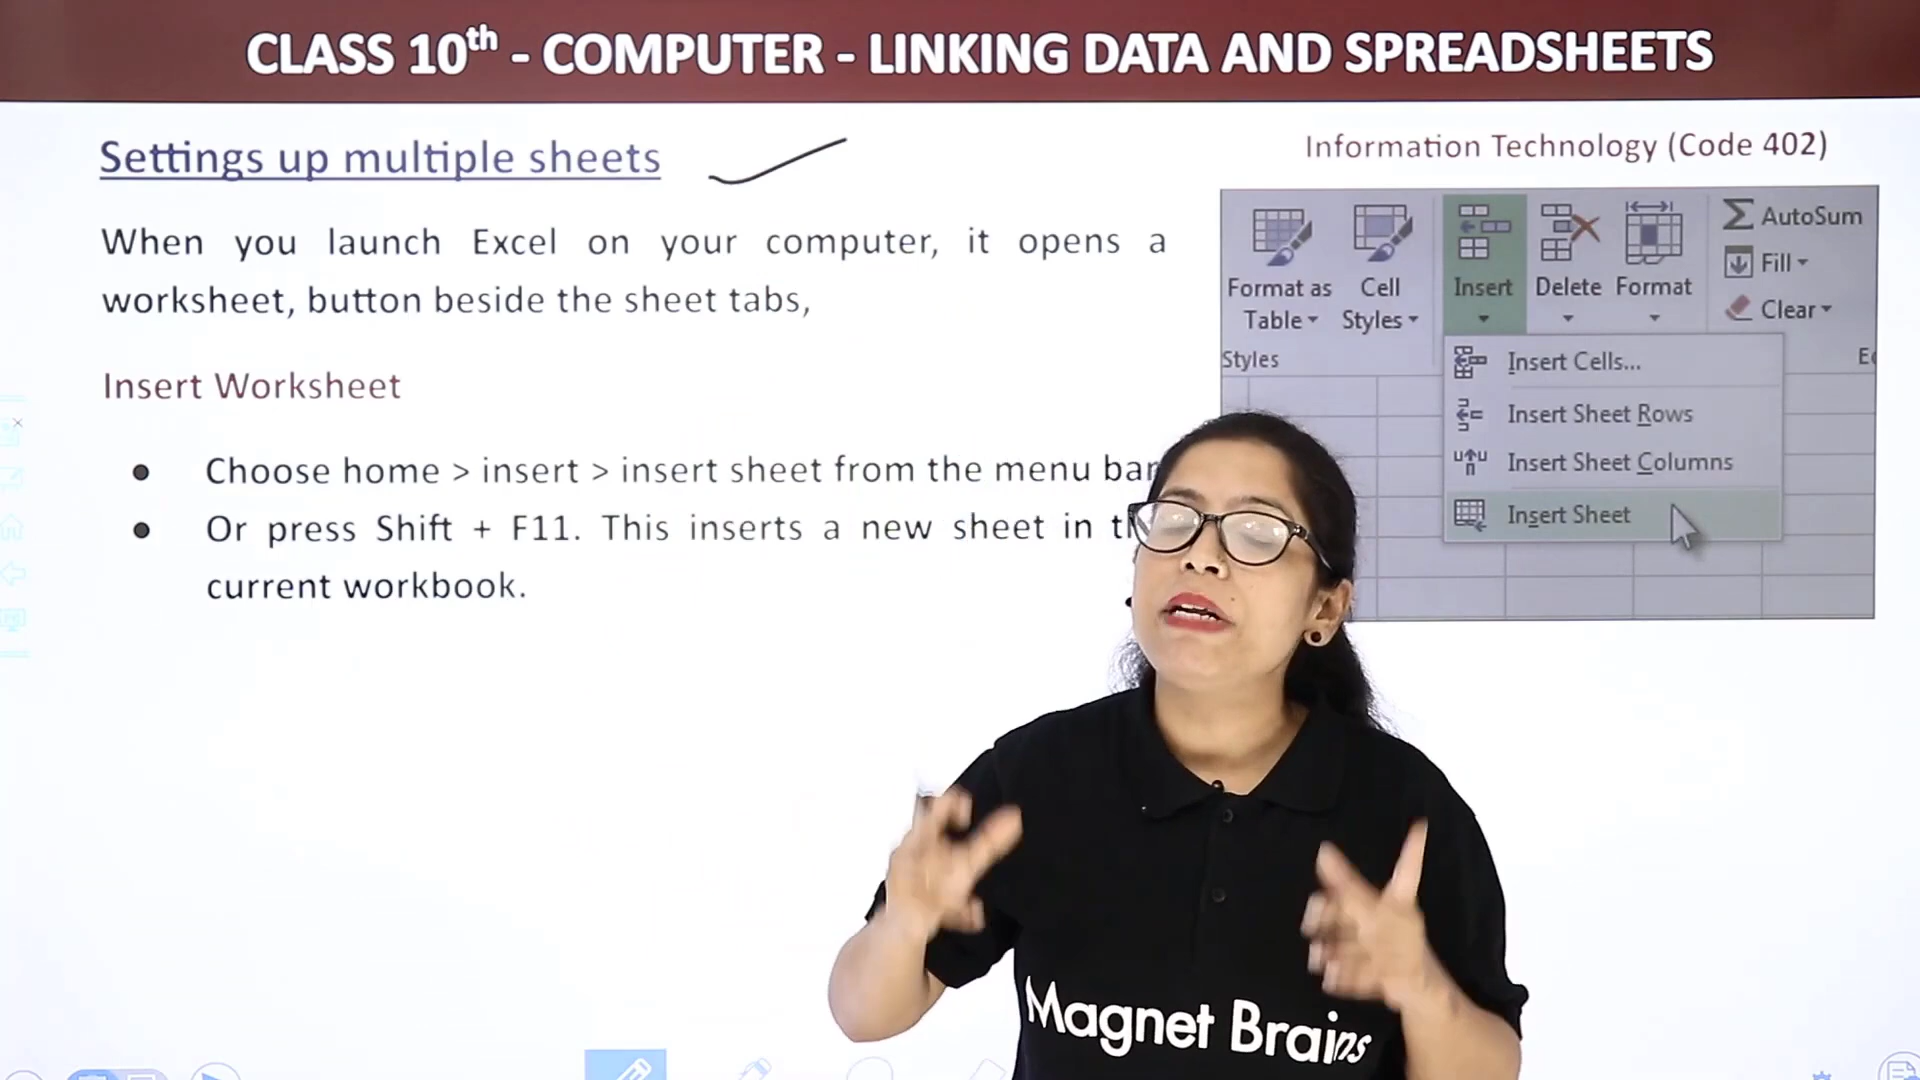 CLASS 10th - COMPUTER - LINKING DATA AND SPREADSHEETS
Settings up multiple sheets
Information Technology (Code 402)
When you launch Excel on your computer, it opens a
worksheet, button beside the sheet tabs,
Insert Worksheet
Choose home > insert > insert sheet from the menu bar
Or press Shift + F11. This inserts a new sheet in
current workbook.
Format as
Table
Cell
Styles
Insert
Delete
Format
AutoSum
Fill
Clear
Styles
Insert Cells...
Insert Sheet Rows
Insert Sheet Columns
Insert Sheet
Magnet Brains